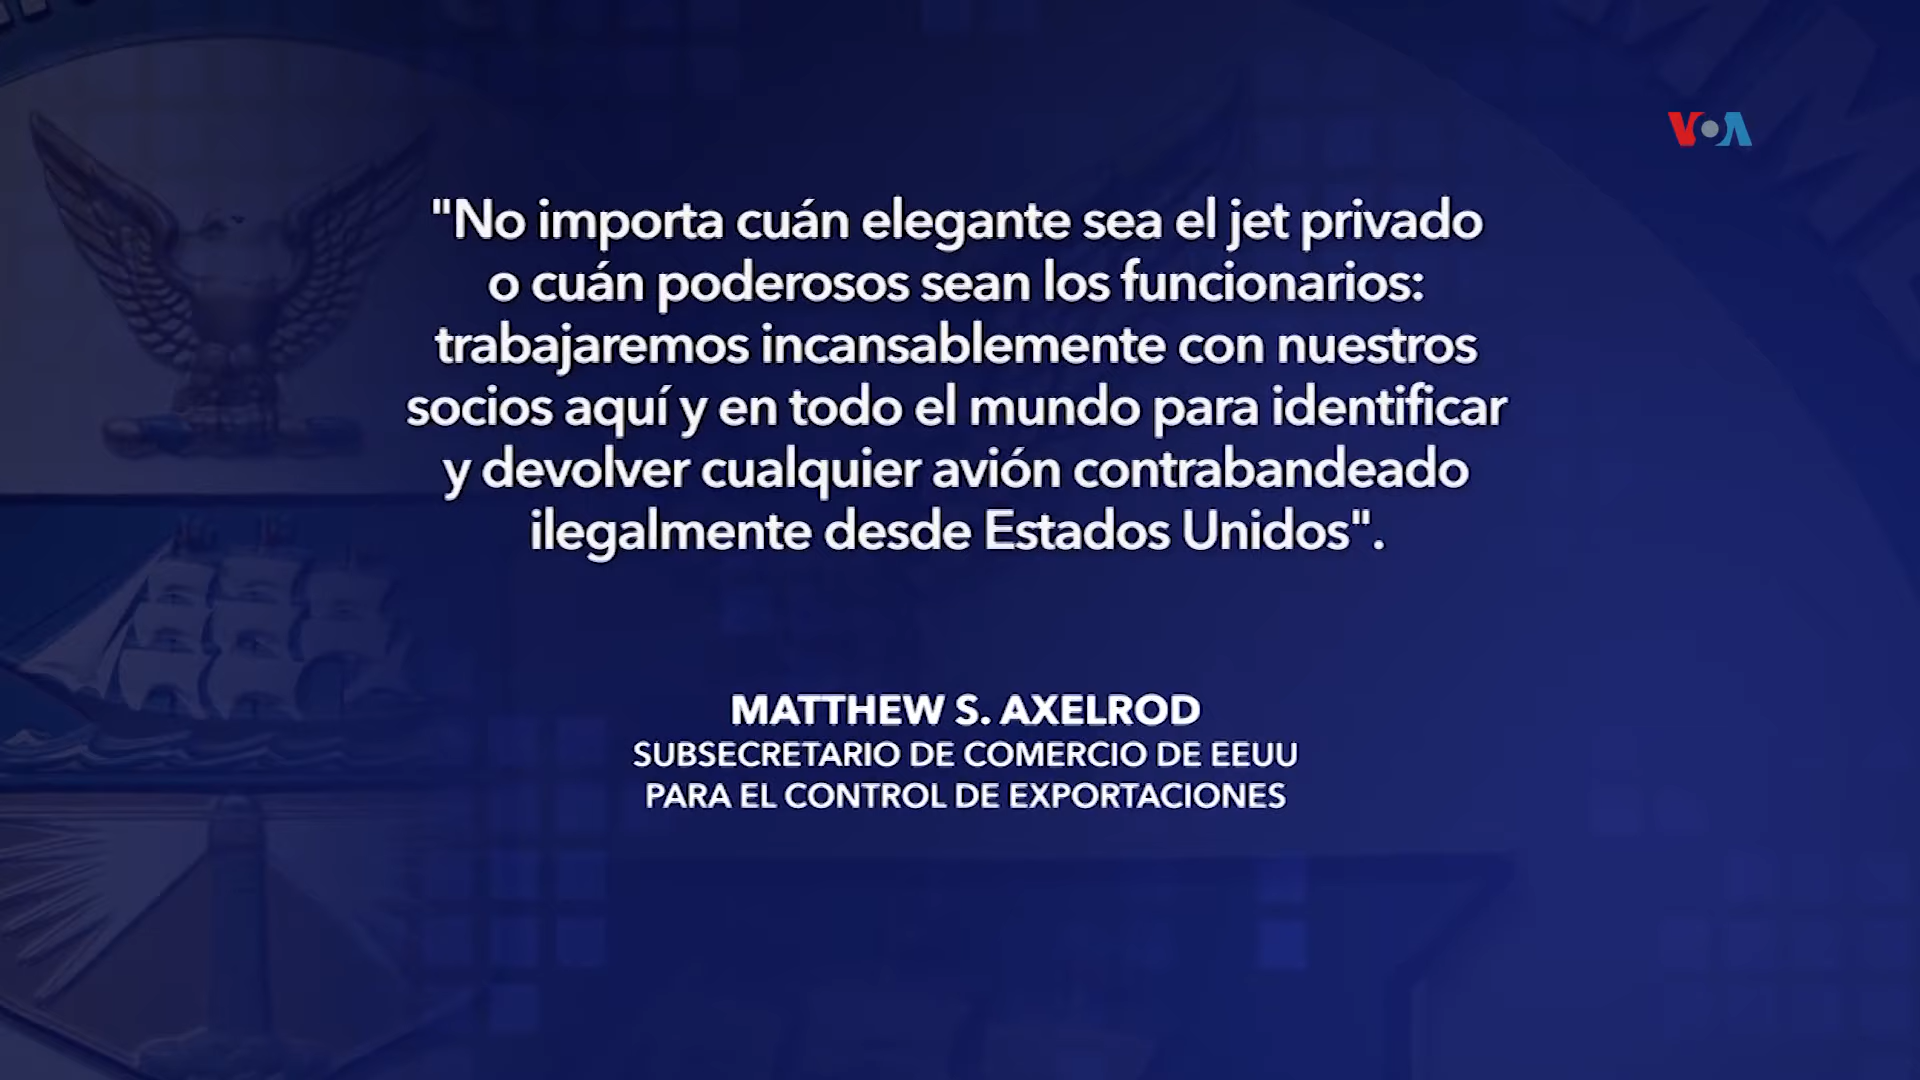 VOA
"No importa cuán elegante sea el jet privado
o cuán poderosos sean los funcionarios:
trabajaremos incansablemente con nuestros
socios aquí y en todo el mundo para identificar
y devolver cualquier avión contrabandeado
ilegalmente desde Estados Unidos".
MATTHEW S. AXELROD
SUBSECRETARIO DE COMERCIO DE EEUU
PARA EL CONTROL DE EXPORTACIONES